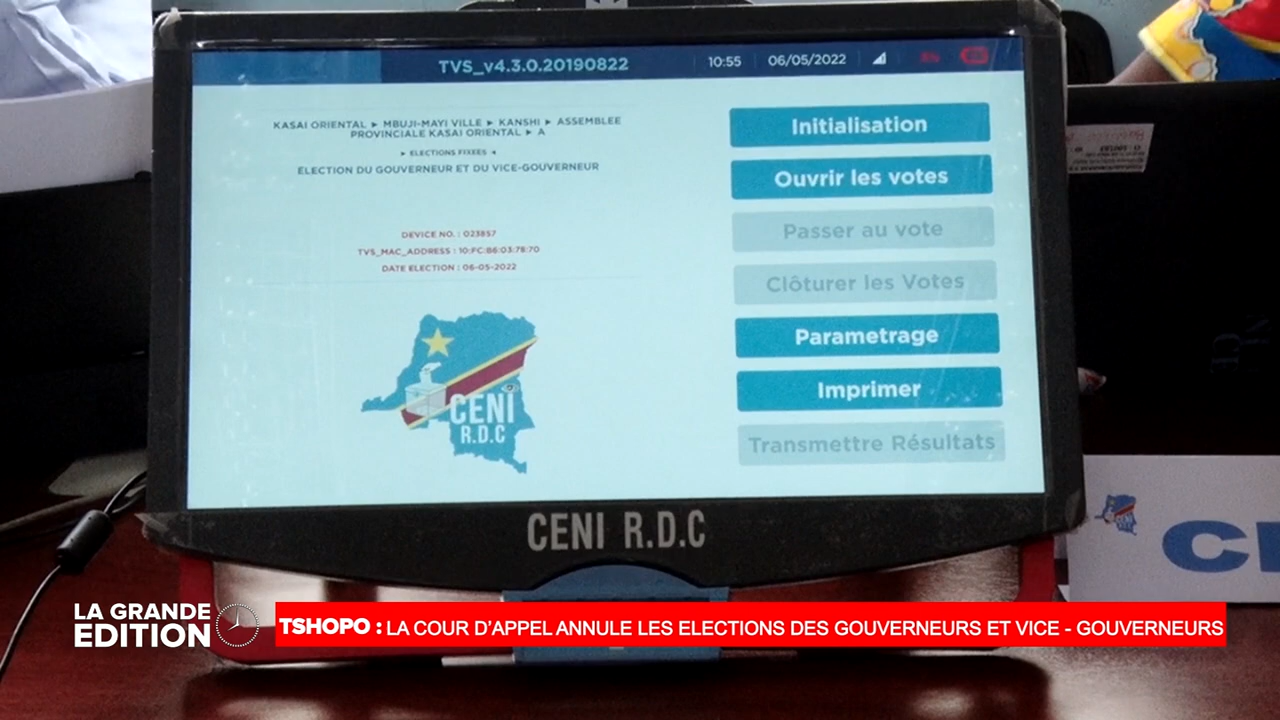 TVS_v4.3.0.20190822
10:55
06/05/2022
KASAI ORIENTAL ► MBUJI-MAYI VILLE ► KANSHI ► ASSEMBLEE
PROVINCIALE KASAI ORIENTAL ► A
► ELECTIONS FIXEES ◄
ELECTION DU GOUVERNEUR ET DU VICE-GOUVERNEUR
DEVICE NO. : 023857
TVS_MAC_ADDRESS : 10:FC:B6:03:78:70
DATE ELECTION : 06-05-2022
CENI
R.D.C
Initialisation
Ouvrir les votes
Passer au vote
Clôturer les Votes
Parametrage
Imprimer
Transmettre Résultats
CENI R.D.C
CE
LA GRANDE
EDITION
TSHOPO : LA COUR D'APPEL ANNULE LES ELECTIONS DES GOUVERNEURS ET VICE - GOUVERNEURS